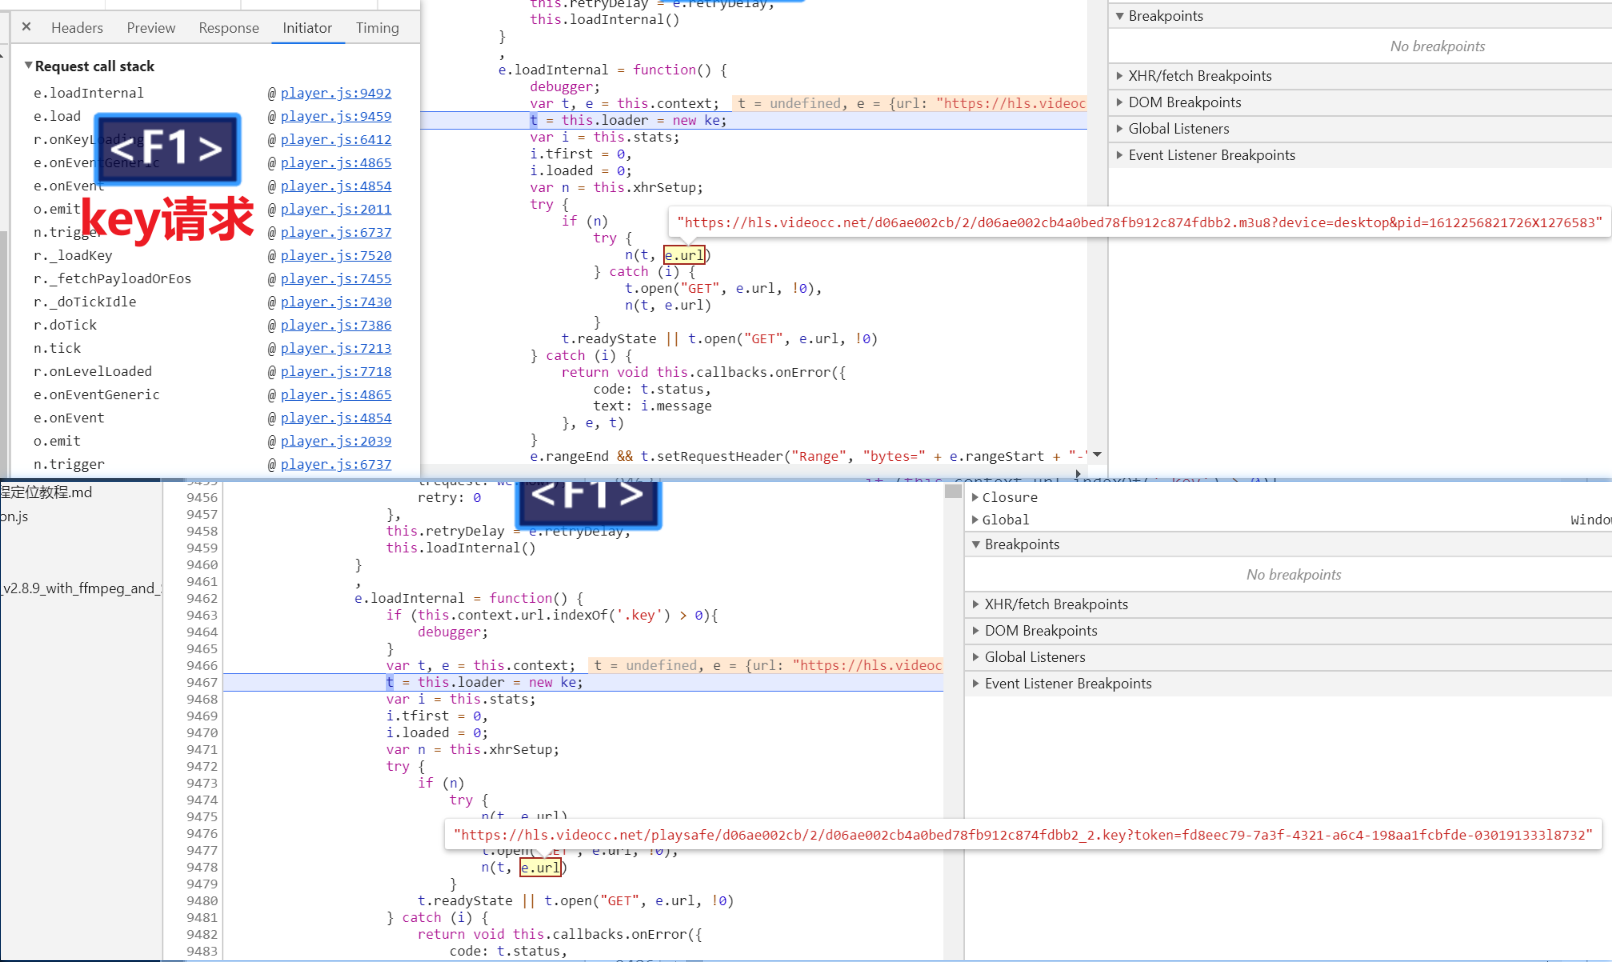 Headers Preview Response Initiator Timing
Request call stack
e.loadInternal @ player.js:9492
e.load @ player.js:9459
r.onKeyLoading @ player.js:6412
e.onEventGeneric @ player.js:4865
e.onEvent @ player.js:4854
o.emit @ player.js:2011
n.trigger @ player.js:6737
r._loadKey @ player.js:7520
r._fetchPayloadOrEos @ player.js:7455
r._doTickIdle @ player.js:7430
r.doTick @ player.js:7386
n.tick @ player.js:7213
r.onLevelLoaded @ player.js:7718
e.onEventGeneric @ player.js:4865
e.onEvent @ player.js:4854
o.emit @ player.js:2039
n.trigger @ player.js:6737
<F1>
key请求
this.retryDelay = e.retryDelay,
this.loadInternal()
}
,
e.loadInternal = function() {
debugger;
var t, e = this.context; t = undefined, e = {url: "https://hls.videoc
t = this.loader = new ke;
var i = this.stats;
i.tfirst = 0,
i.loaded = 0;
var n = this.xhrSetup;
try {
if (n)
"https://hls.videocc.net/d06ae002cb/2/d06ae002cb4a0bed78fb912c874fdbb2.m3u8?device=desktop&pid=1612256821726X1276583"
try {
n(t, e.url)
} catch (i) {
t.open("GET", e.url, !0),
n(t, e.url)
}
t.readyState || t.open("GET", e.url, !0)
} catch (i) {
return void this.callbacks.onError({
code: t.status,
text: i.message
}, e, t)
}
e.rangeEnd && t.setRequestHeader("Range", "bytes=" + e.rangeStart + "-"
Breakpoints
No breakpoints
XHR/fetch Breakpoints
DOM Breakpoints
Global Listeners
Event Listener Breakpoints
程定位教程.md
on.js
_v2.8.9_with_ffmpeg_and_
<F1>
9456 retry: 0
9457 },
9458 this.retryDelay = e.retryDelay,
9459 this.loadInternal()
9460 }
9461 ,
9462 e.loadInternal = function() {
9463 if (this.context.url.indexOf('.key') > 0){
9464 debugger;
9465 }
9466 var t, e = this.context; t = undefined, e = {url: "https://hls.videoc
9467 t = this.loader = new ke;
9468 var i = this.stats;
9469 i.tfirst = 0,
9470 i.loaded = 0;
9471 var n = this.xhrSetup;
9472 try {
9473 if (n)
9474 try {
9475 n(t, e.url)
9476
"https://hls.videocc.net/playsafe/d06ae002cb/2/d06ae002cb4a0bed78fb912c874fdbb2_2.key?token=fd8eec79-7a3f-4321-a6c4-198aa1fcbfde-030191333l8732"
9477 t.open("GET", e.url, !0),
9478 n(t, e.url)
9479 }
9480 t.readyState || t.open("GET", e.url, !0)
9481 } catch (i) {
9482 return void this.callbacks.onError({
9483 code: t.status,
Closure
Global Windo
Breakpoints
No breakpoints
XHR/fetch Breakpoints
DOM Breakpoints
Global Listeners
Event Listener Breakpoints